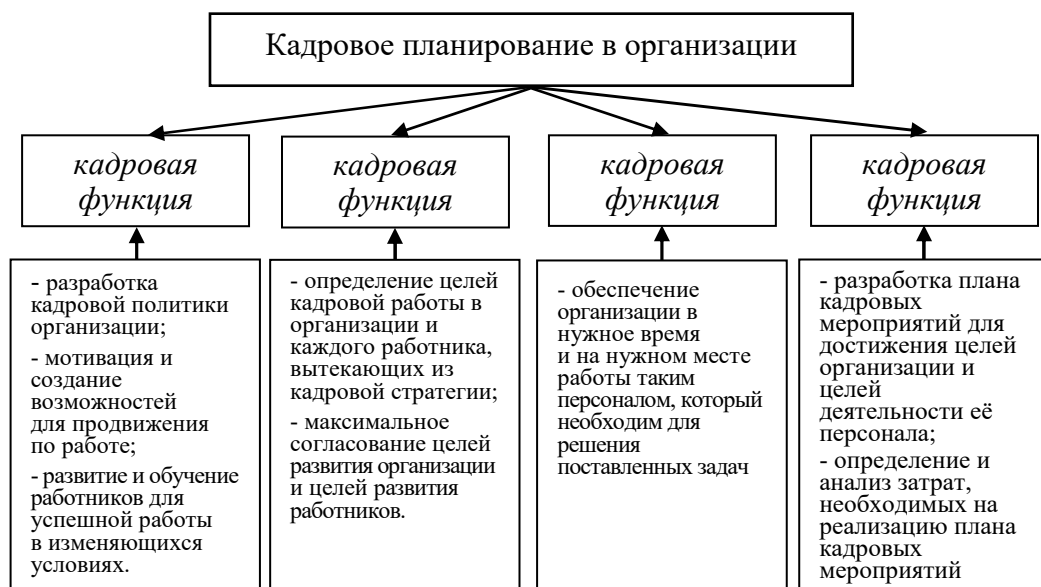 Кадровое планирование в организации
кадровая
функция
кадровая
функция
кадровая
функция
кадровая
функция
- разработка
кадровой политики
организации;
- мотивация и
создание
возможностей
для продвижения
по работе;
- развитие и обучение
работников для
успешной работы
в изменяющихся
условиях.
- определение целей
кадровой работы в
организации и
каждого работника,
вытекающих из
кадровой стратегии;
- максимальное
согласование целей
развития организации
и целей развития
работников.
- обеспечение
организации в
нужное время
и на нужном месте
работы таким
персоналом, который
необходим для
решения
поставленных задач
- разработка плана
кадровых
мероприятий для
достижения целей
организации и
целей
деятельности её
персонала;
- определение и
анализ затрат,
необходимых на
реализацию плана
кадровых
мероприятий